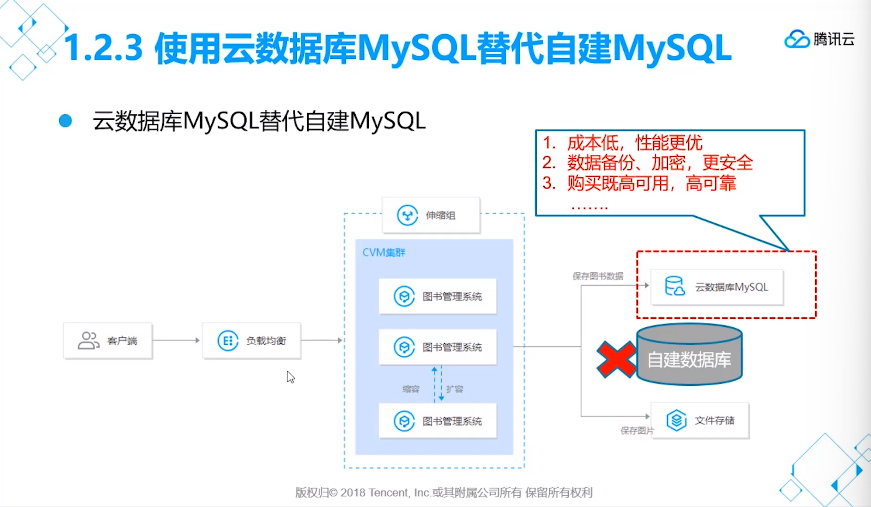 1.2.3 使用云数据库MySQL替代自建MySQL
腾讯云
云数据库MySQL替代自建MySQL
1. 成本低，性能更优
2. 数据备份、加密，更安全
3. 购买既高可用，高可靠
…….
伸缩组
CVM集群
图书管理系统
保存图书数据
云数据库MySQL
客户端
负载均衡
图书管理系统
自建数据库
缩容
扩容
图书管理系统
文件存储
保存图片
版权归© 2018 Tencent, Inc.或其附属公司所有 保留所有权利